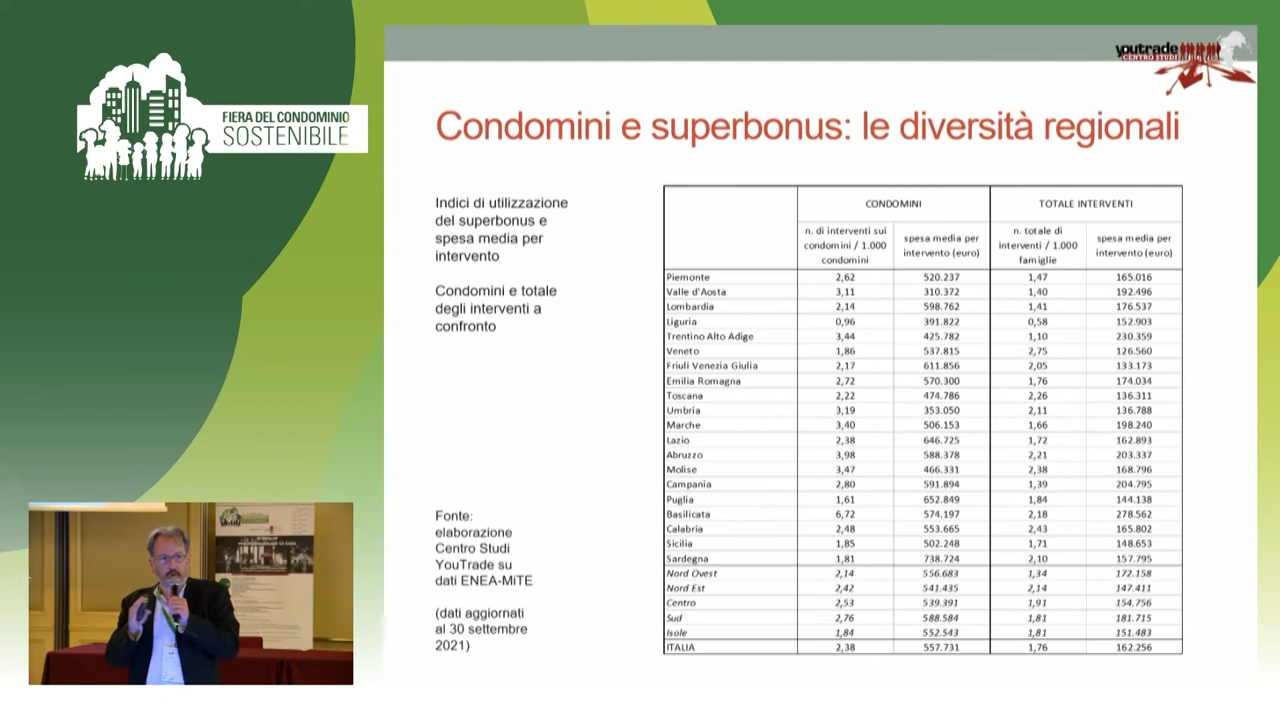 FIERA DEL CONDOMINIO
SOSTENIBILE
youtrade
CENTRO STUDI
Condomini e superbonus: le diversità regionali
Indici di utilizzazione
del superbonus e
spesa media per
intervento
Condomini e totale
degli interventi a
confronto
Fonte:
elaborazione
Centro Studi
YouTrade su
dati ENEA-MiTE
(dati aggiornati
al 30 settembre
2021)
CONDOMINI TOTALE INTERVENTI
n. di interventi sui condomini / 1.000 condomini spesa media per intervento (euro) n. totale di interventi / 1.000 famiglie spesa media per intervento (euro)
Piemonte 2,62 520.237 1,47 165.016
Valle d'Aosta 3,11 310.372 1,40 192.496
Lombardia 2,14 598.762 1,41 176.537
Liguria 0,96 391.822 0,58 152.903
Trentino Alto Adige 3,44 425.782 1,10 230.359
Veneto 1,86 537.815 2,75 126.560
Friuli Venezia Giulia 2,17 611.856 2,05 133.173
Emilia Romagna 2,72 570.300 1,76 174.034
Toscana 2,22 474.786 2,26 136.311
Umbria 3,19 353.050 2,11 136.788
Marche 3,40 506.153 1,66 198.240
Lazio 2,38 646.725 1,72 162.893
Abruzzo 3,98 588.378 2,21 203.337
Molise 3,47 466.331 2,38 168.796
Campania 2,80 591.894 1,39 204.795
Puglia 1,61 652.849 1,84 144.138
Basilicata 6,72 574.197 2,18 278.562
Calabria 2,48 553.665 2,43 165.802
Sicilia 1,85 502.248 1,71 148.653
Sardegna 1,81 738.724 2,10 157.795
Nord Ovest 2,14 556.683 1,34 172.158
Nord Est 2,42 541.435 2,14 147.411
Centro 2,53 539.391 1,91 154.756
Sud 2,76 588.584 1,81 181.715
Isole 1,84 552.543 1,81 151.483
ITALIA 2,38 557.731 1,76 162.256